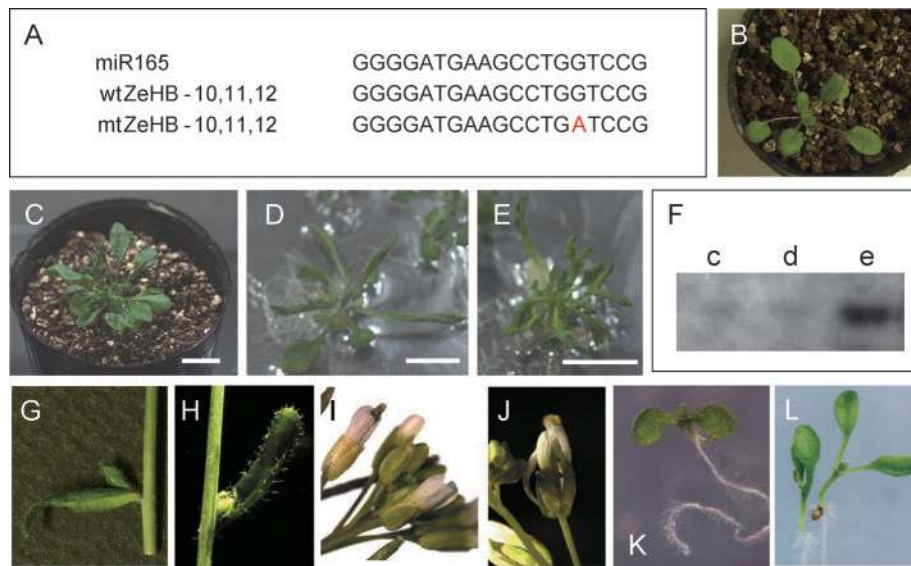 A
miR165 GGGGATGAAGCCTGGTCCG
wtZeHB - 10,11,12 GGGGATGAAGCCTGGTCCG
mtZeHB - 10,11,12 GGGGATGAAGCCTGATCCG
B
C
D
E
F
c d e
G
H
I
J
K
L